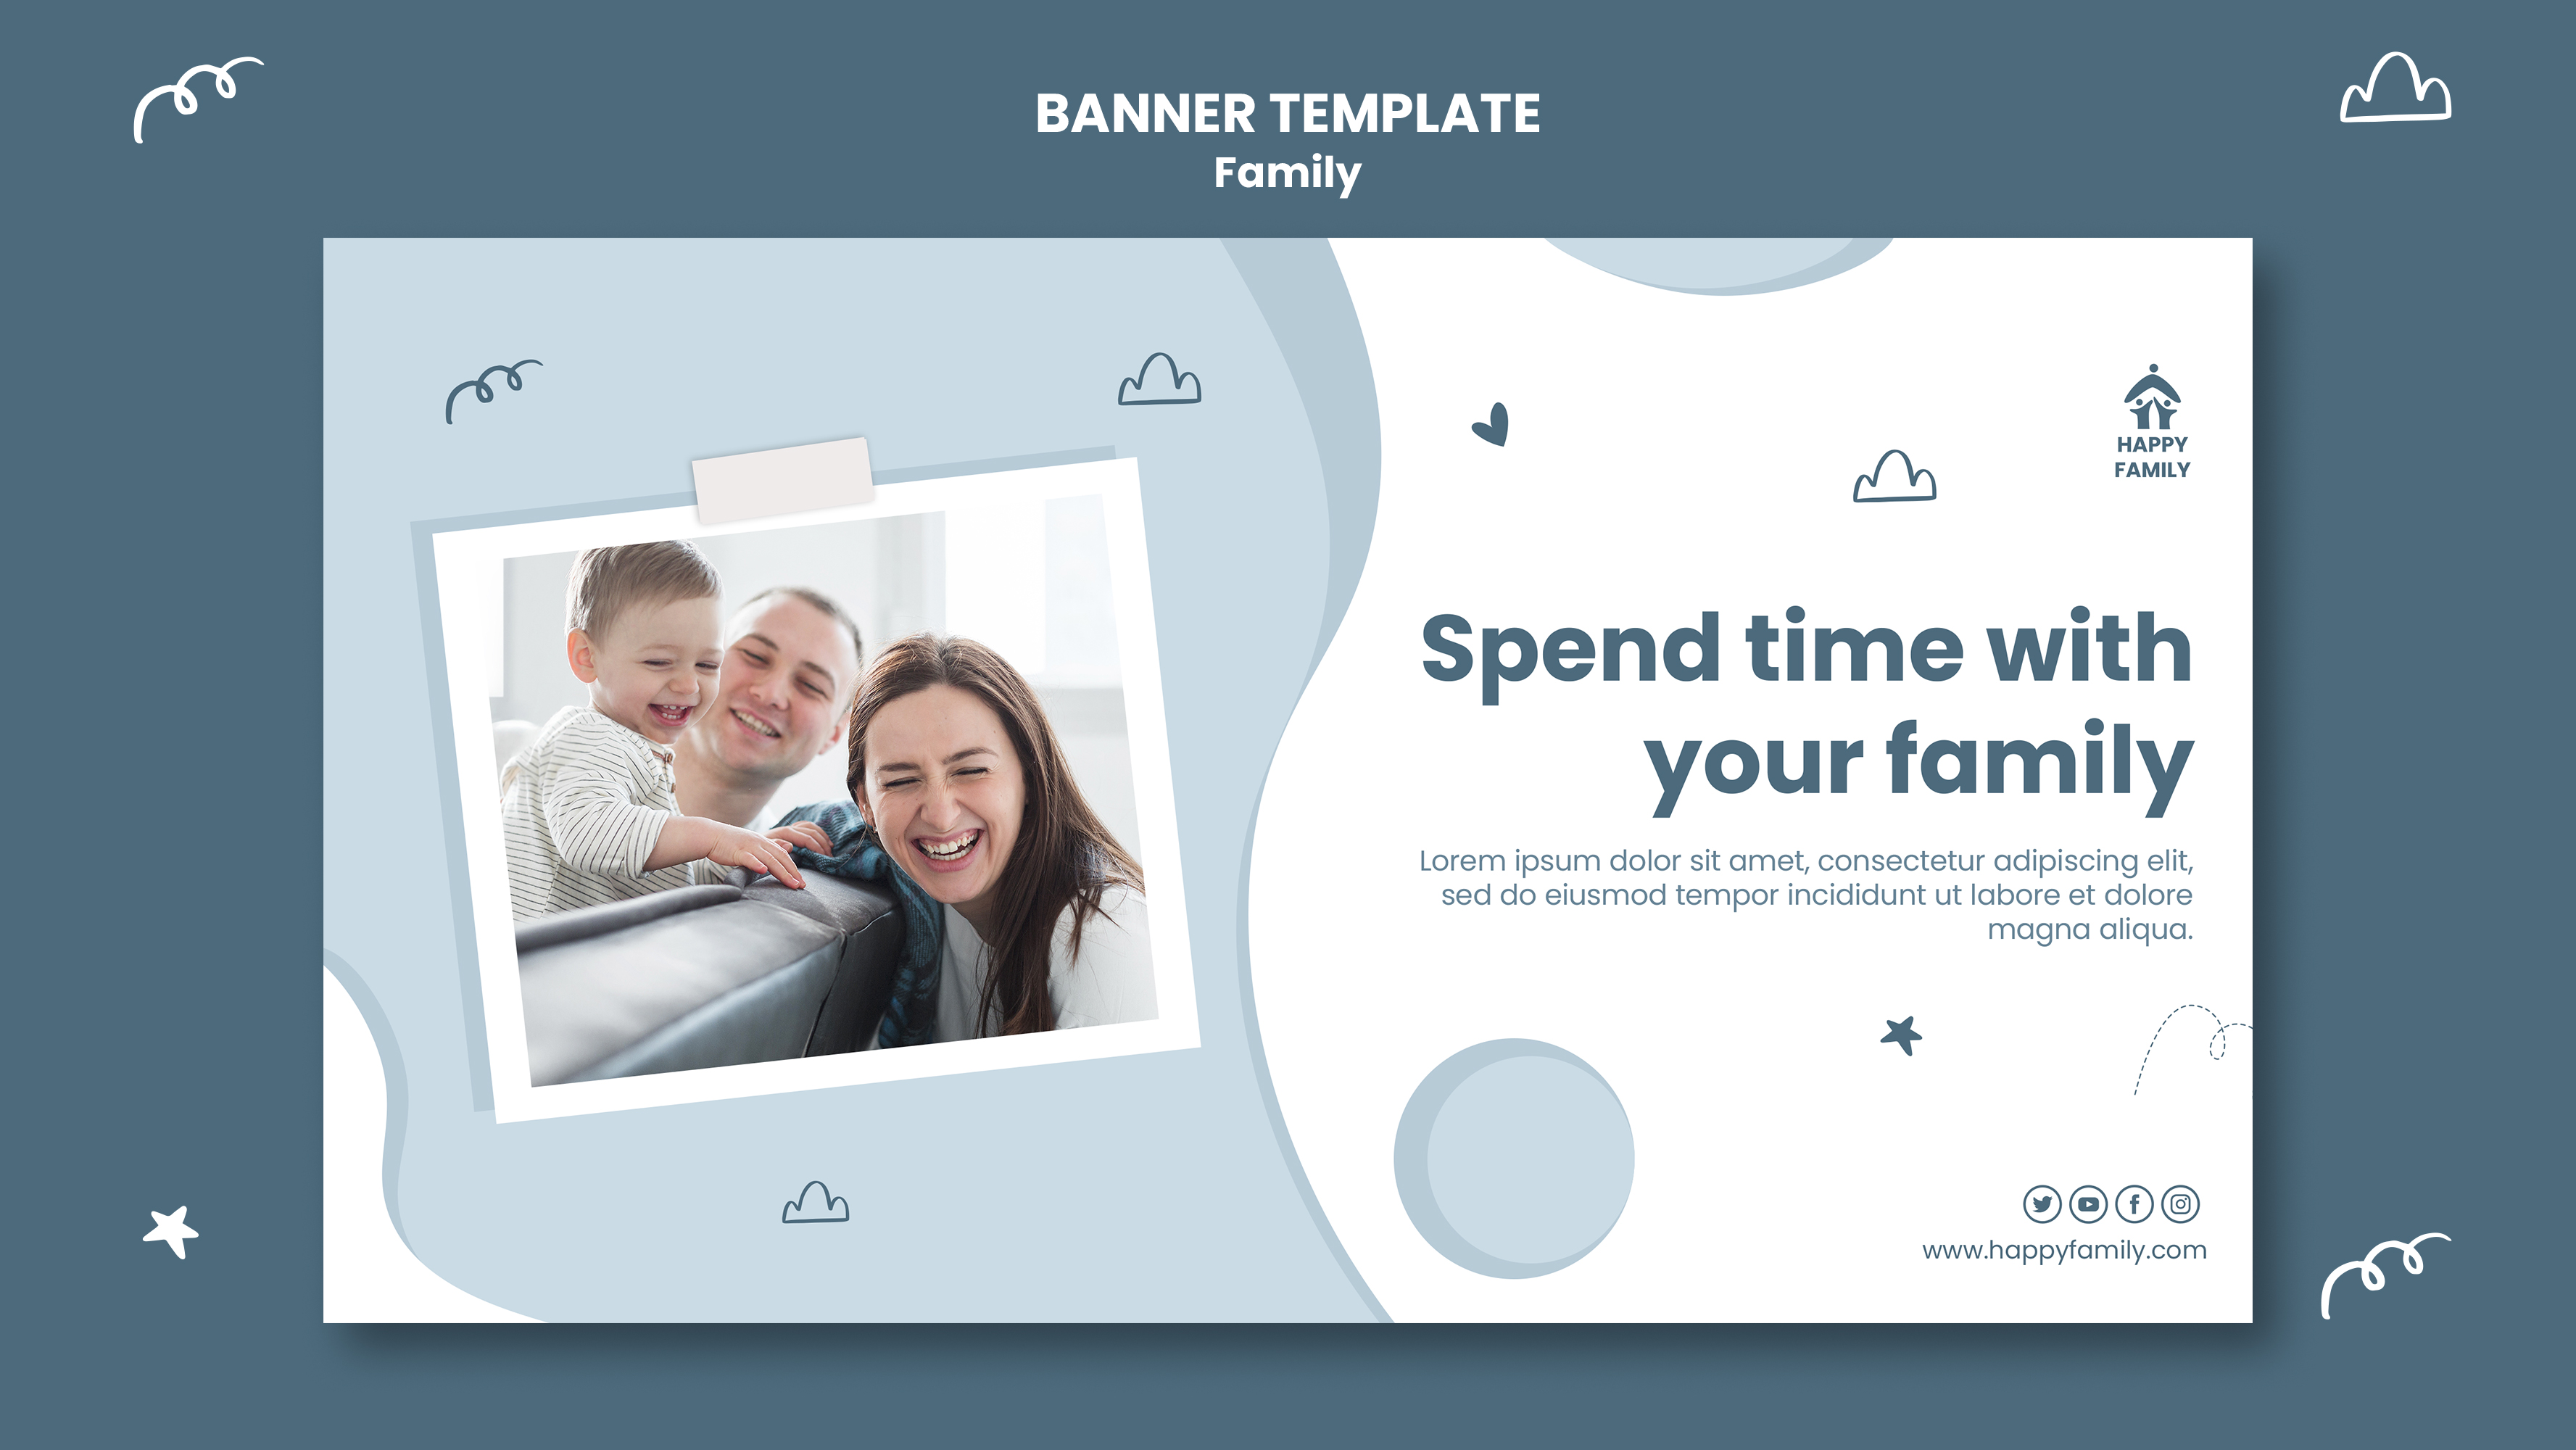 BANNER TEMPLATE
Family
HAPPY
FAMILY
Spend time with
your family
Lorem ipsum dolor sit amet, consectetur adipiscing elit,
sed do eiusmod tempor incididunt ut labore et dolore
magna aliqua.
www.happyfamily.com